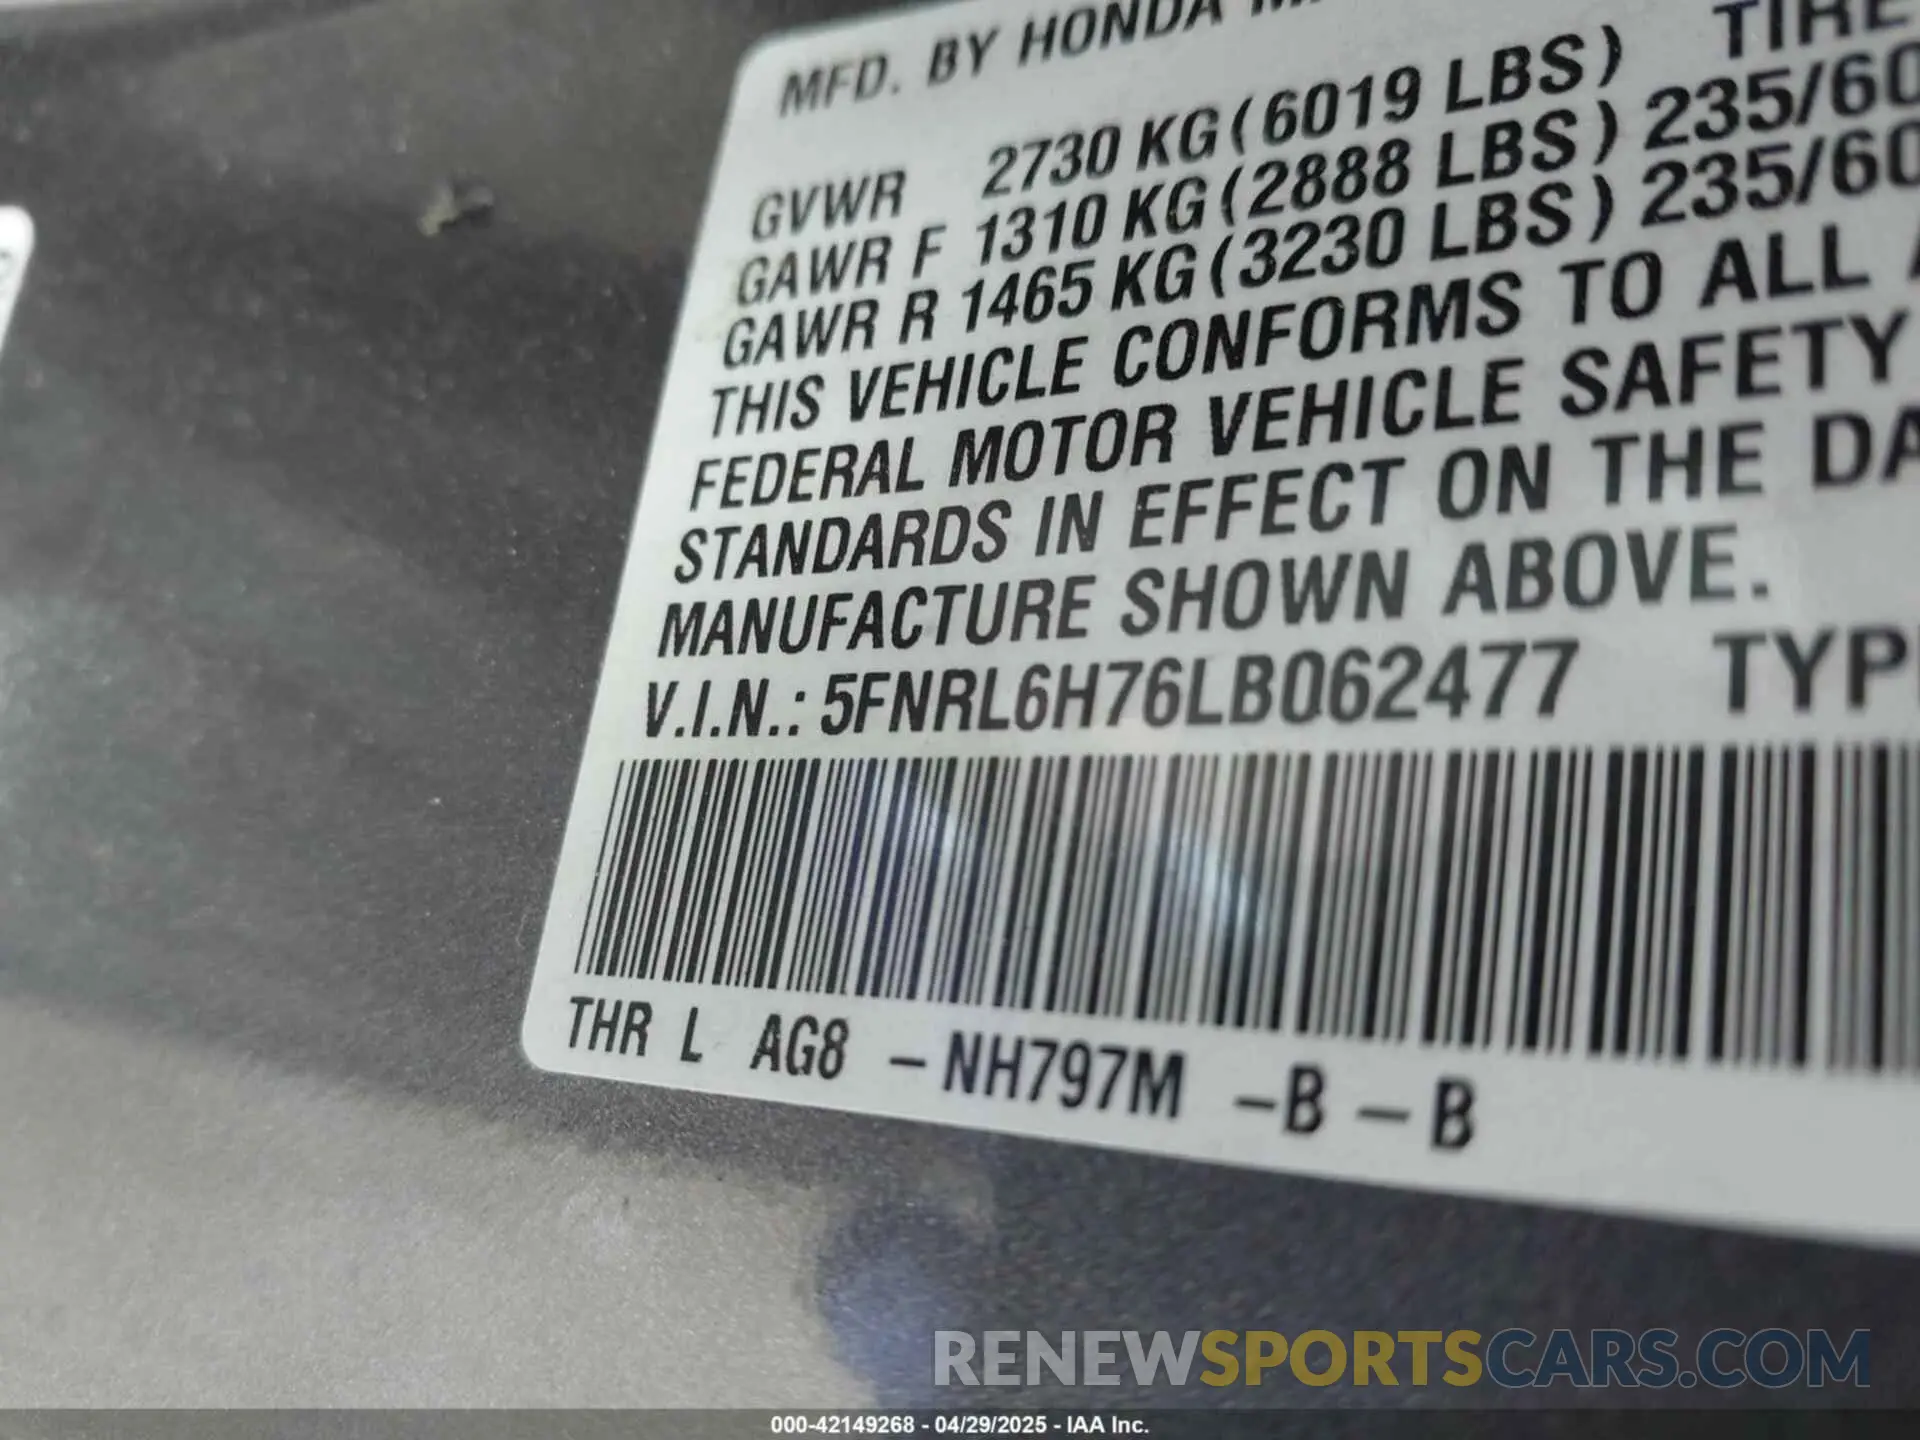 MFD. BY HONDA
TIRE
GVWR 2730 KG (6019 LBS)
GAWR F 1310 KG (2888 LBS) 235/60
GAWR R 1465 KG (3230 LBS) 235/60
THIS VEHICLE CONFORMS TO ALL
FEDERAL MOTOR VEHICLE SAFETY
STANDARDS IN EFFECT ON THE DA
MANUFACTURE SHOWN ABOVE.
V.I.N.: 5FNRL6H76LB062477 TYP
THR L AG8 -NH797M -B - B
RENEWSPORTSCARS.COM
000-42149268 - 04/29/2025 - IAA Inc.